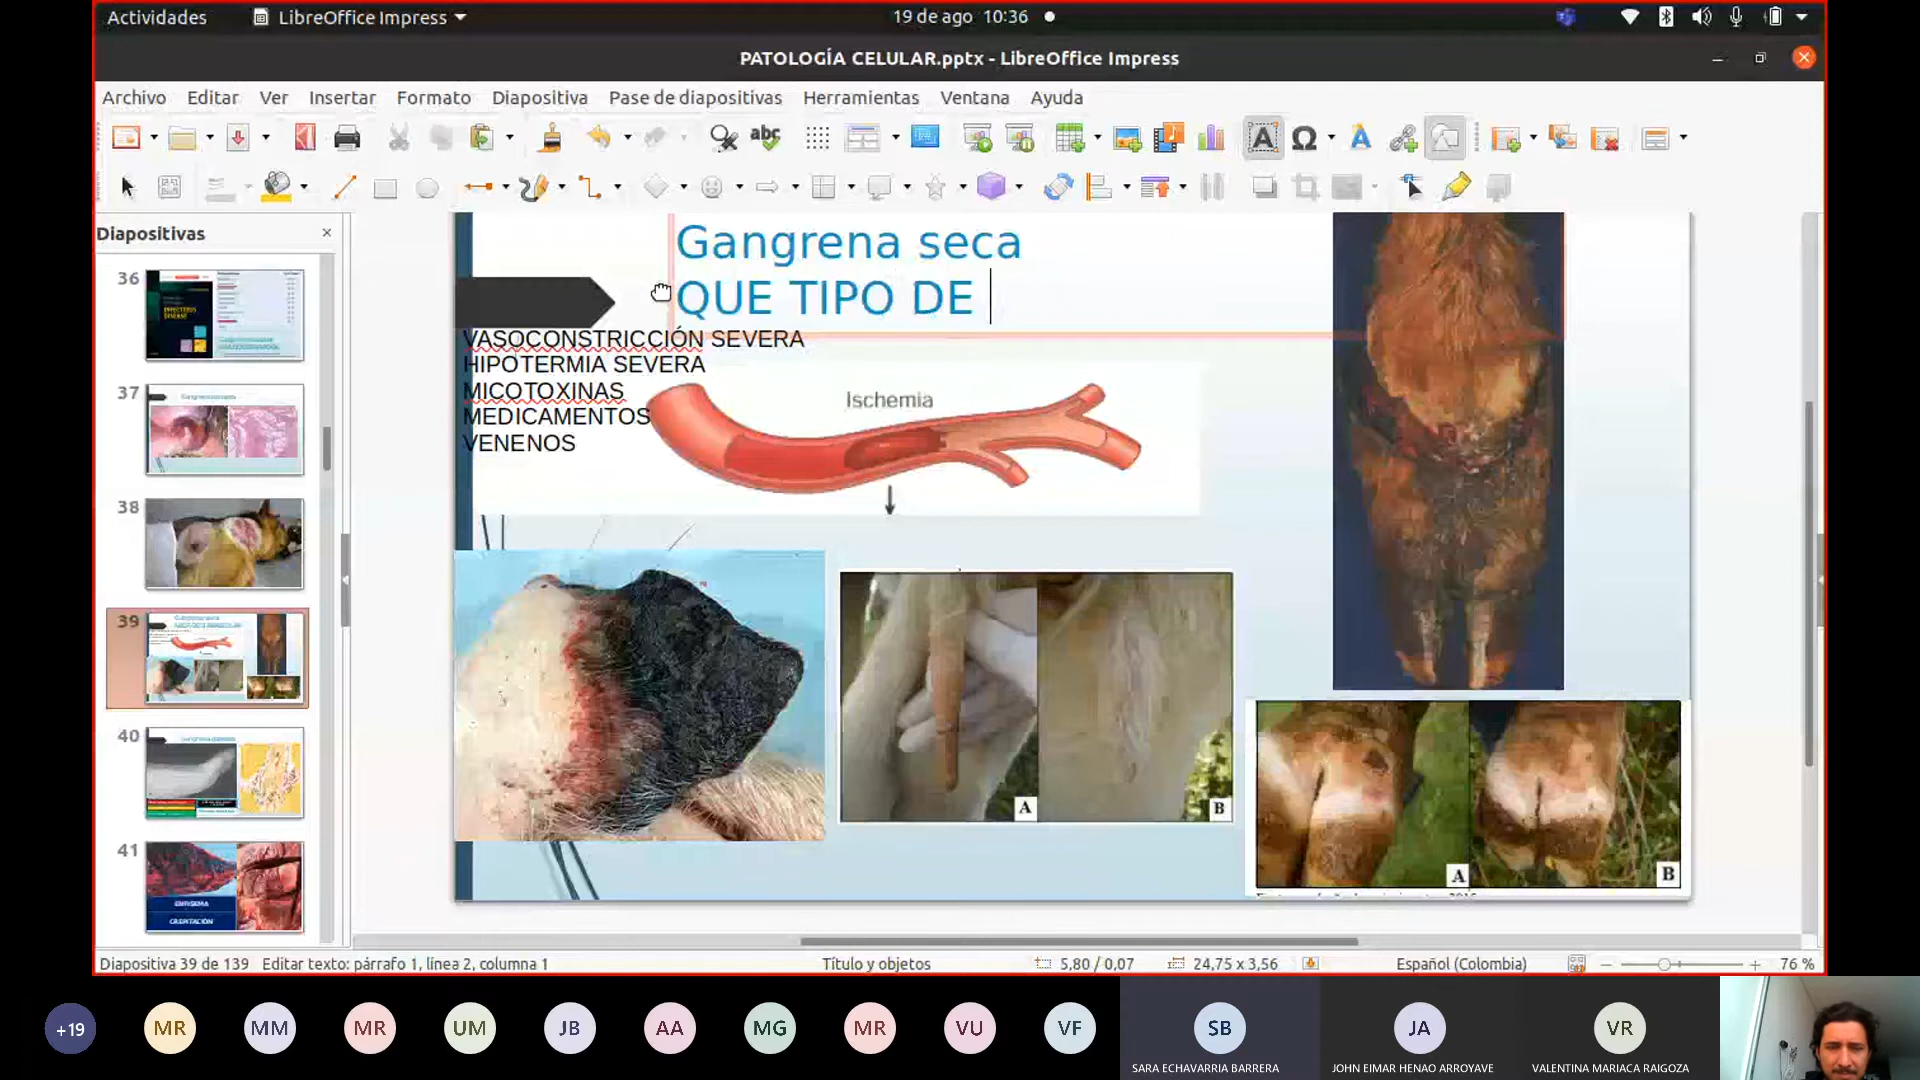 Actividades
LibreOffice Impress
19 de ago 10:36
PATOLOGÍA CELULAR.pptx - LibreOffice Impress
Archivo Editar Ver Insertar Formato Diapositiva Pase de diapositivas Herramientas Ventana Ayuda
abc
Diapositivas
Gangrena seca
QUE TIPO DE
VASOCONSTRICCIÓN SEVERA
HIPOTERMIA SEVERA
MICOTOXINAS
MEDICAMENTOS
VENENOS
Ischemia
A
B
A
B
36
37
38
39
40
41
ENFISEMA
CREPITACIÓN
Diapositiva 39 de 139
Editar texto: párrafo 1, línea 2, columna 1
Título y objetos
5,80 / 0,07
24,75 x 3,56
Español (Colombia)
76 %
+19
MR
MM
MR
UM
JB
AA
MG
MR
VU
VF
SB
JA
VR
SARA ECHAVARRIA BARRERA
JOHN EIMAR HENAO ARROYAVE
VALENTINA MARIACA RAIGOZA